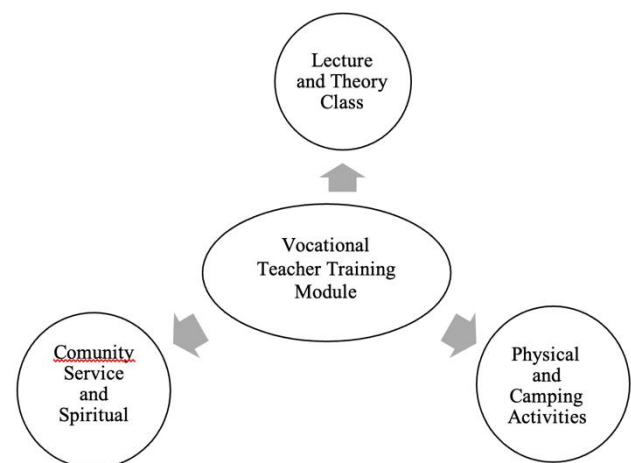 Lecture
and Theory
Class
Vocational
Teacher Training
Module
Comunity
Service
and
Spiritual
Physical
and
Camping
Activities